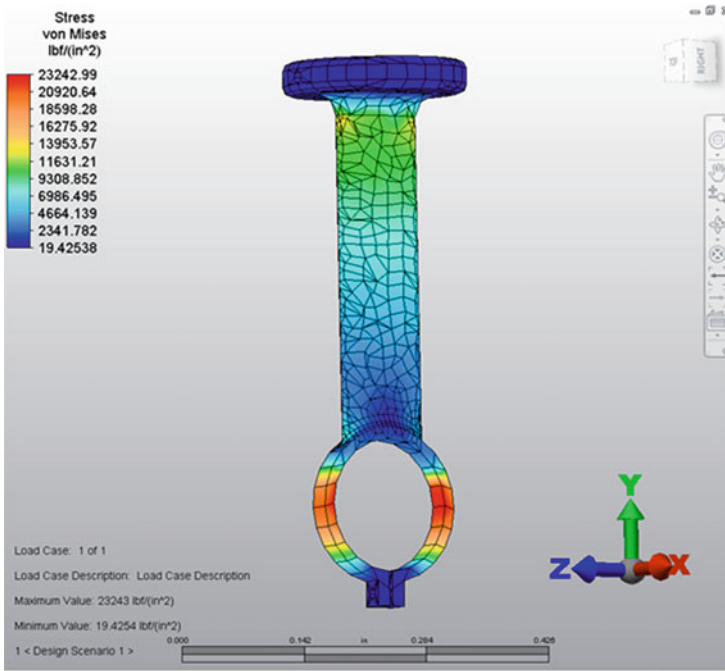 Stress
von Mises
lbf/(in^2)
23242.99
20920.64
18598.28
16275.92
13953.57
11631.21
9308.852
6986.495
4664.139
2341.782
19.42538
RIGHT
Y
Z
X
Load Case: 1 of 1
Load Case Description: Load Case Description
Maximum Value: 23243 lbf/(in^2)
Minimum Value: 19.4254 lbf/(in^2)
1 < Design Scenario 1 >
0.000
0.142
in
0.284
0.426